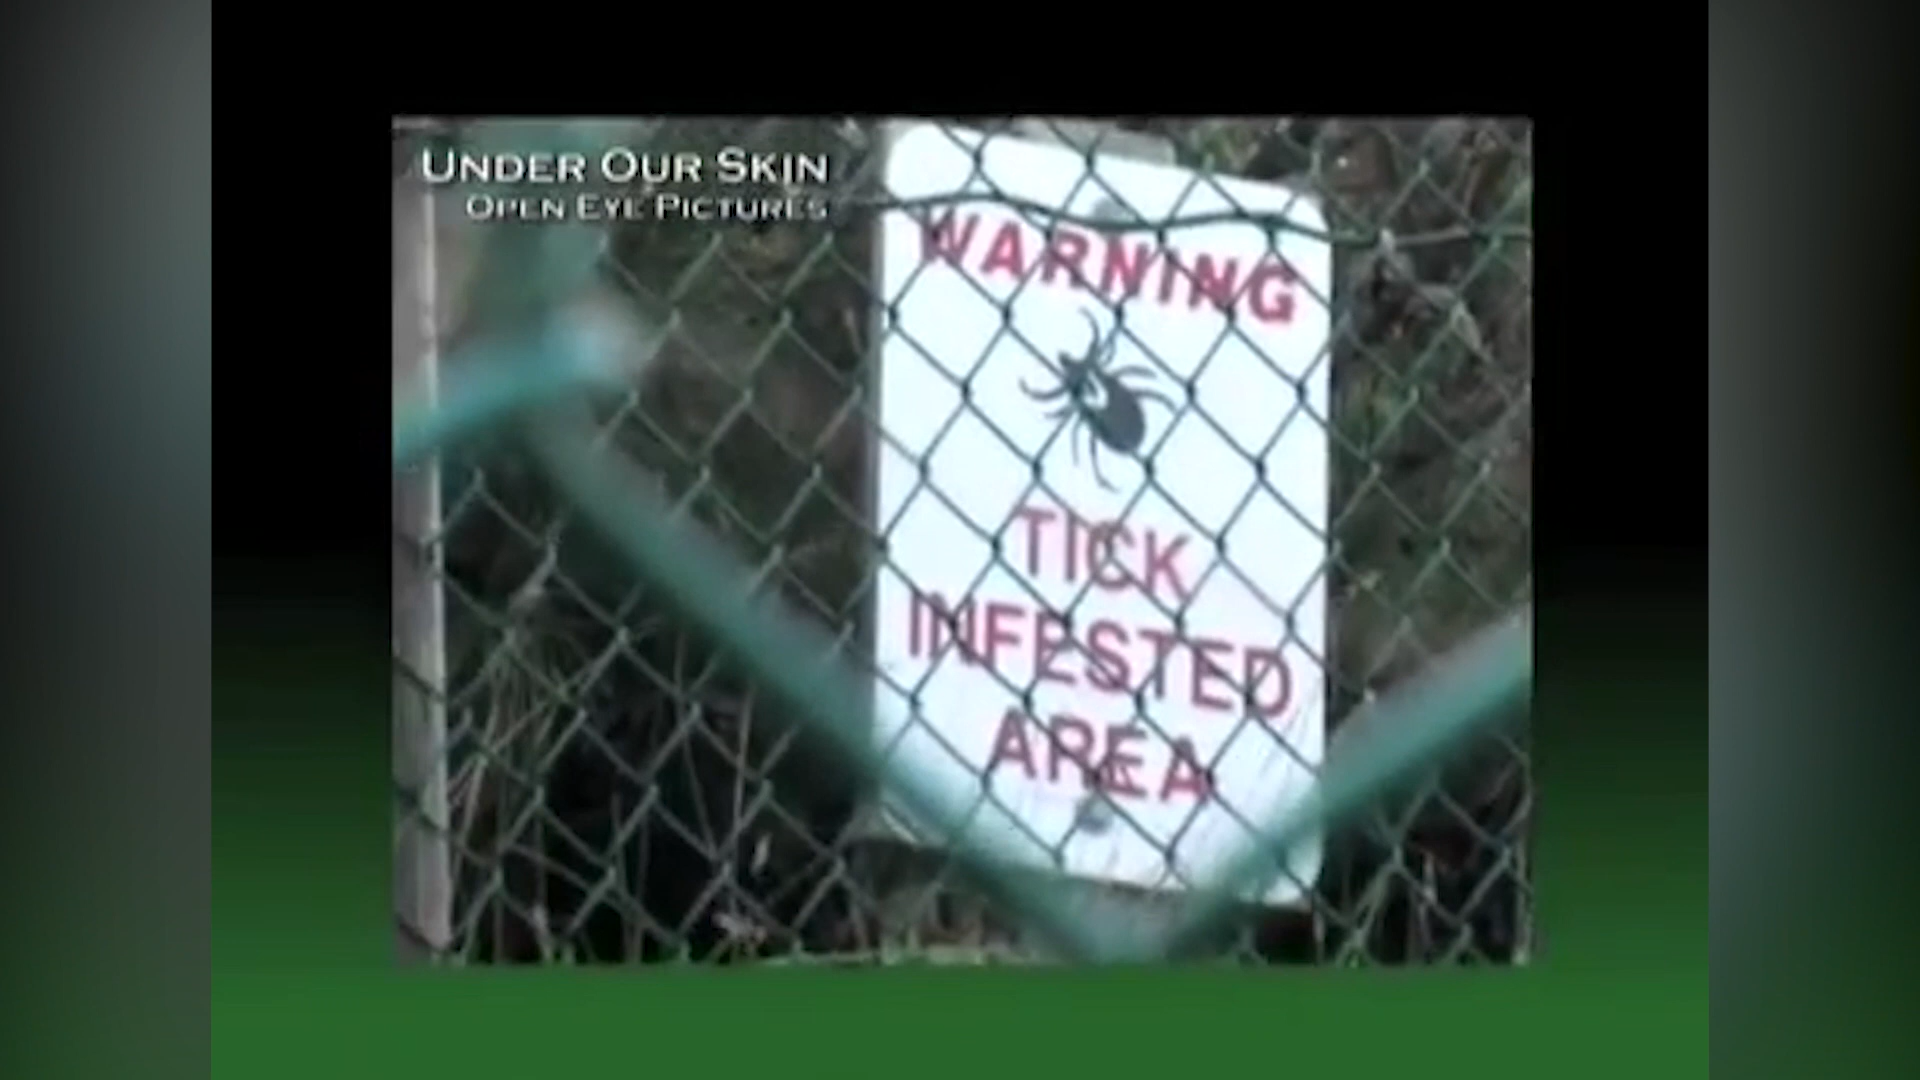 UNDER OUR SKIN
OPEN EYE PICTURES
WARNING
TICK
INFESTED
AREA